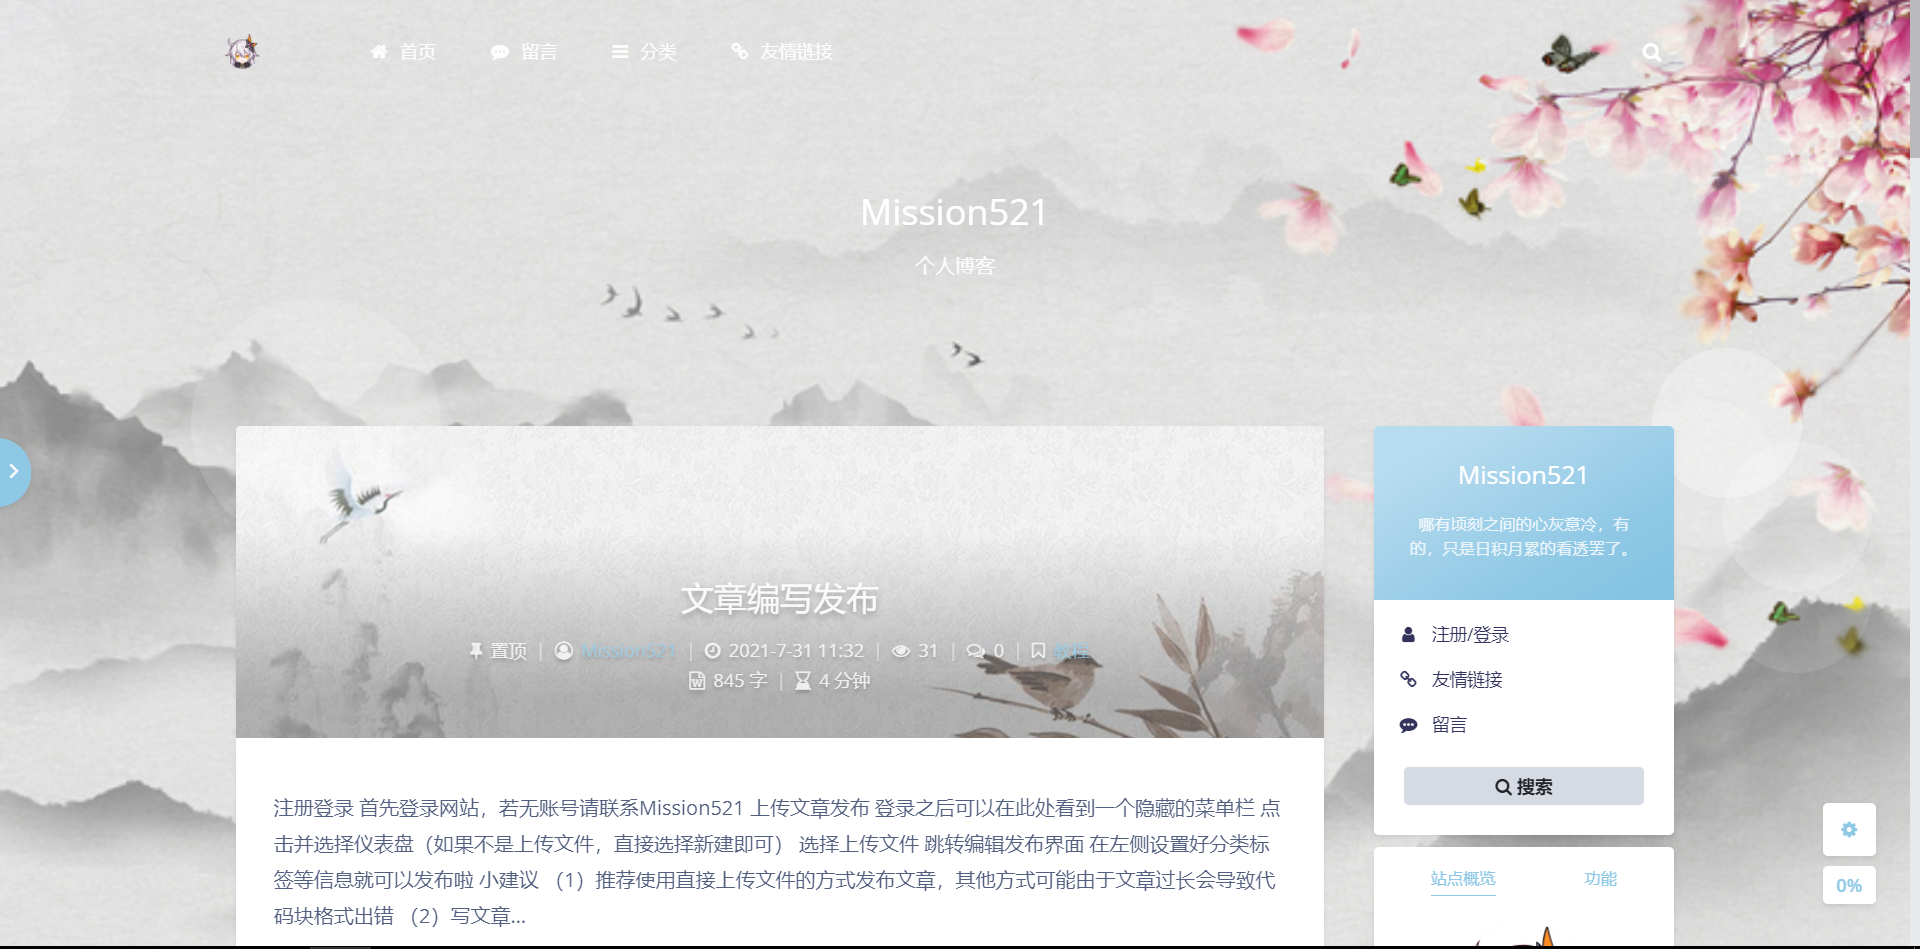 首页 留言 分类 友情链接
Mission521
个人博客
文章编写发布
置顶 | Mission521 | 2021-7-31 11:32 | 31 | 0 | 教程
845 字 | 4 分钟
注册登录 首先登录网站，若无账号请联系Mission521 上传文章发布 登录之后可以在此处看到一个隐藏的菜单栏 点
击并选择仪表盘（如果不是上传文件，直接选择新建即可） 选择上传文件 跳转编辑发布界面 在左侧设置好分类标
签等信息就可以发布啦 小建议 （1）推荐使用直接上传文件的方式发布文章，其他方式可能由于文章过长会导致代
码块格式出错 （2）写文章...
Mission521
哪有顷刻之间的心灰意冷，有
的，只是日积月累的看透罢了。
注册/登录
友情链接
留言
搜索
站点概览 功能
0%